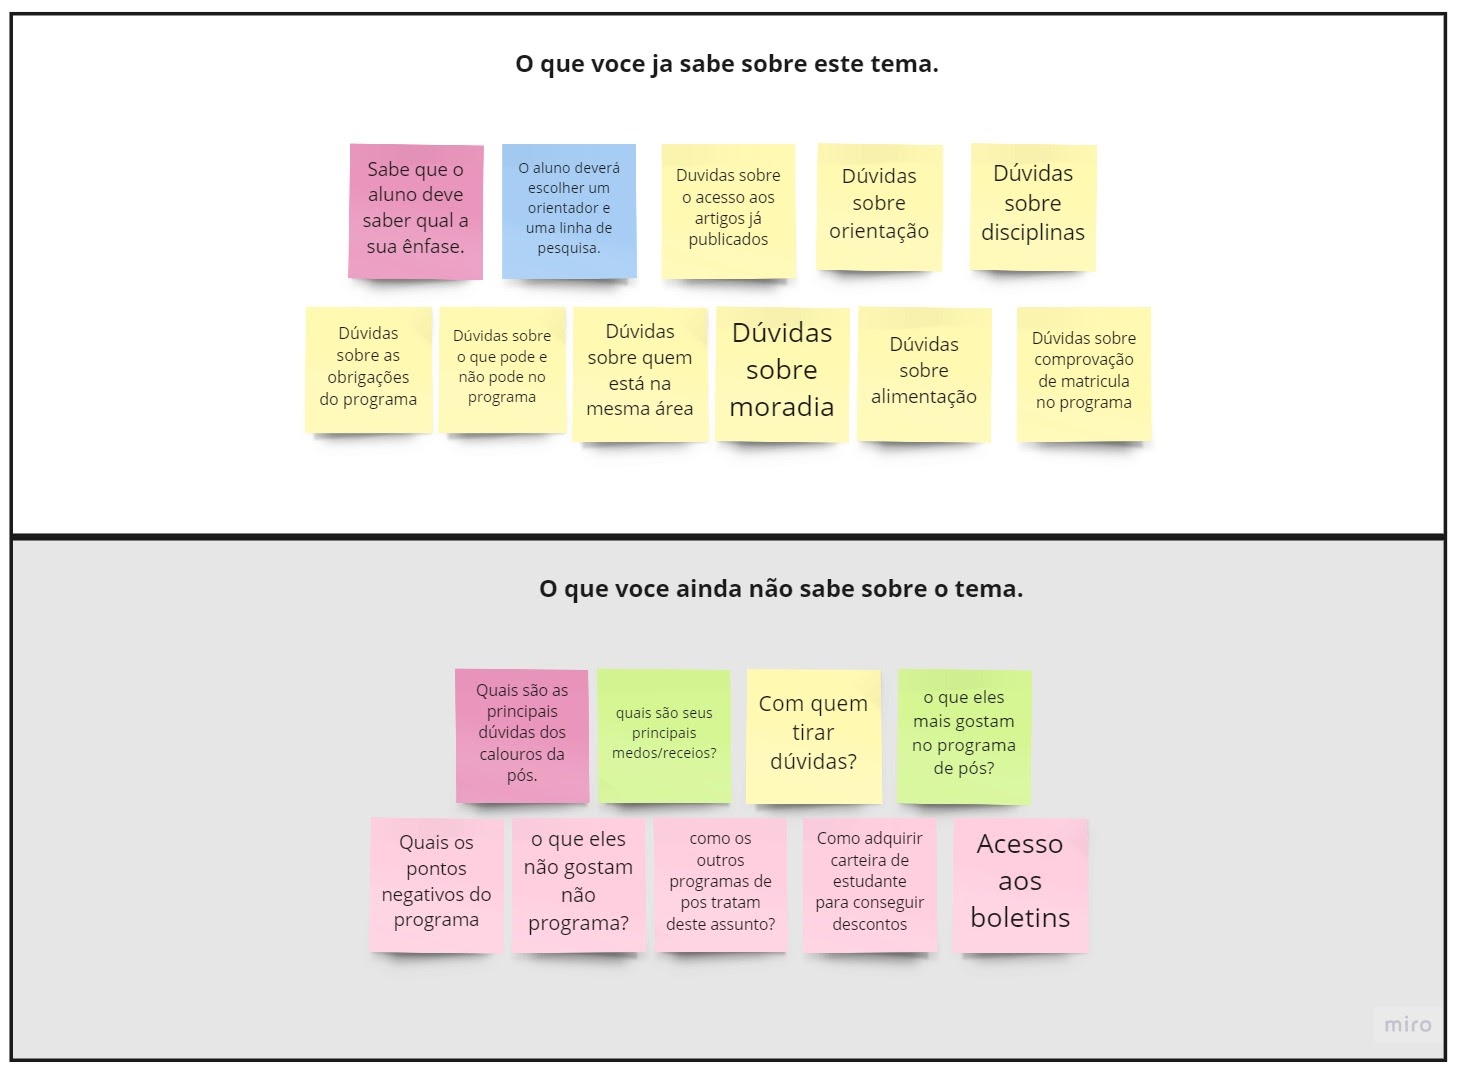 O que voce ja sabe sobre este tema.
Sabe que o
aluno deve
saber qual a
sua ênfase.
O aluno deverá
escolher um
orientador e
uma linha de
pesquisa.
Duvidas sobre
o acesso aos
artigos já
publicados
Dúvidas
sobre
orientação
Dúvidas
sobre
disciplinas
Dúvidas
sobre as
obrigações
do programa
Dúvidas sobre
o que pode e
não pode no
programa
Dúvidas
sobre quem
está na
mesma área
Dúvidas
sobre
moradia
Dúvidas
sobre
alimentação
Dúvidas sobre
comprovação
de matricula
no programa
O que voce ainda não sabe sobre o tema.
Quais são as
principais
dúvidas dos
calouros da
pós.
quais são seus
principais
medos/receios?
Com quem
tirar
dúvidas?
o que eles
mais gostam
no programa
de pós?
Quais os
pontos
negativos do
programa
o que eles
não gostam
não
programa?
como os
outros
programas de
pos tratam
deste assunto?
Como adquirir
carteira de
estudante
para conseguir
descontos
Acesso
aos
boletins
miro